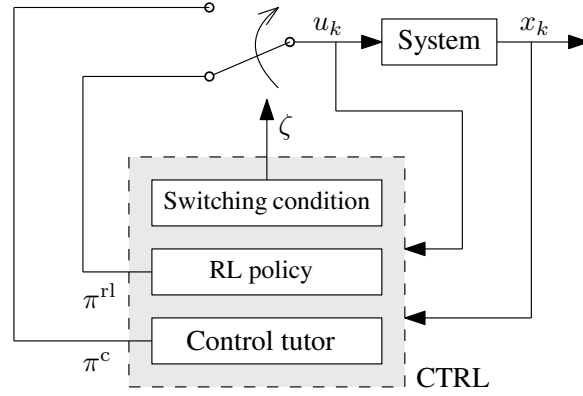 u_k
System
x_k
ζ
Switching condition
RL policy
π^rl
Control tutor
π^c
CTRL